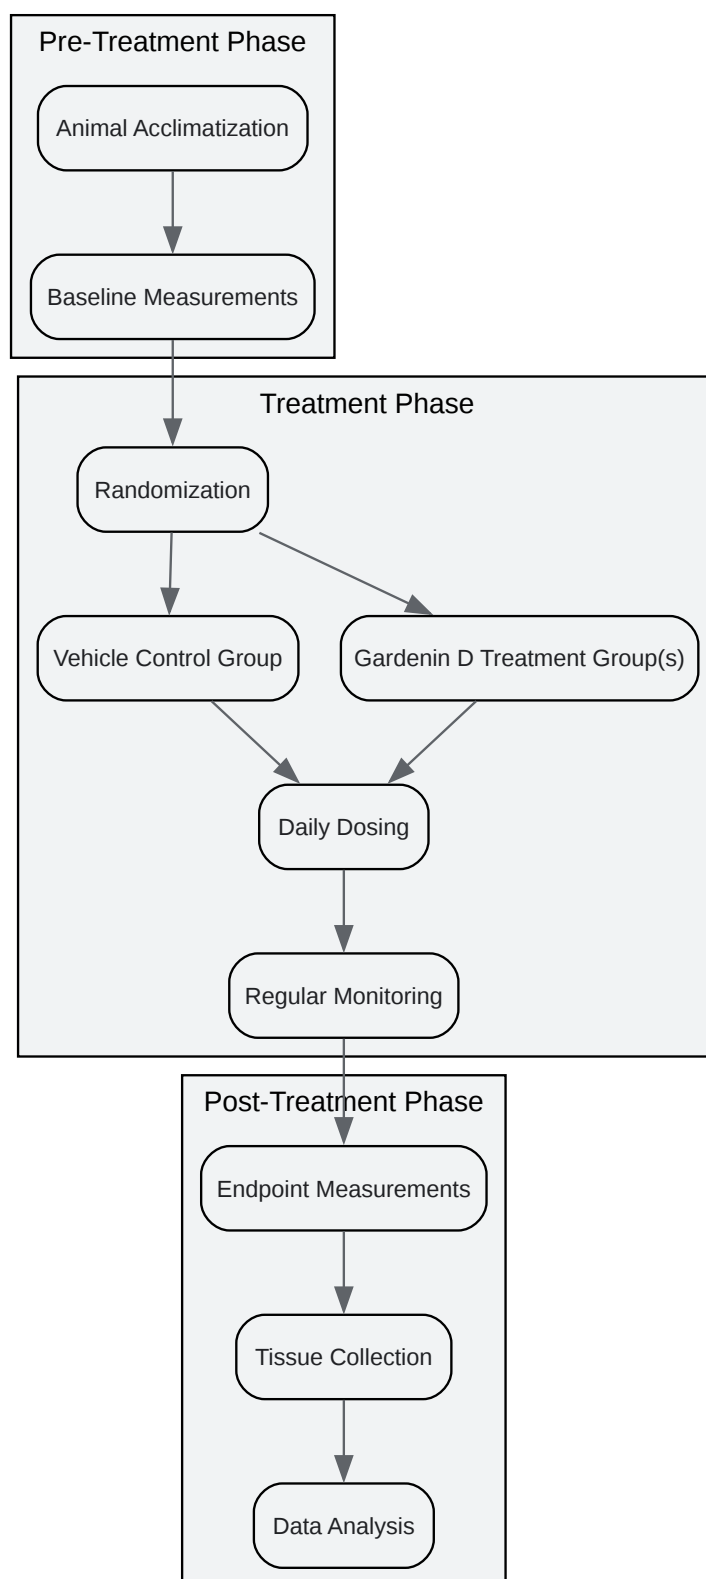 Pre-Treatment Phase
Animal Acclimatization
Baseline Measurements
Treatment Phase
Randomization
Vehicle Control Group
Gardenin D Treatment Group(s)
Daily Dosing
Regular Monitoring
Post-Treatment Phase
Endpoint Measurements
Tissue Collection
Data Analysis